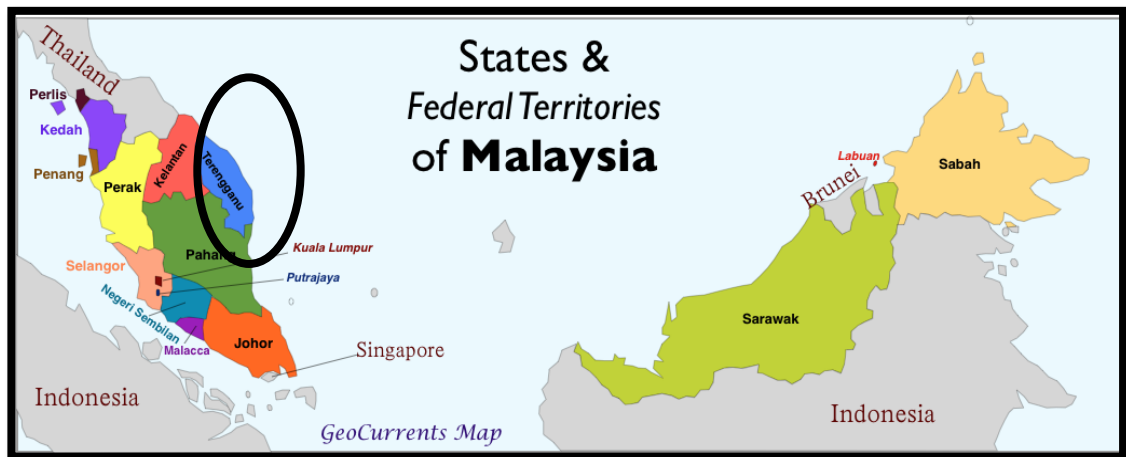 States &
Federal Territories
of Malaysia
Thailand
Perlis
Kedah
Penang
Perak
Kelantan
Terengganu
Pahang
Kuala Lumpur
Selangor
Putrajaya
Negeri Sembilan
Malacca
Johor
Singapore
Indonesia
GeoCurrents Map
Labuan
Brunei
Sabah
Sarawak
Indonesia